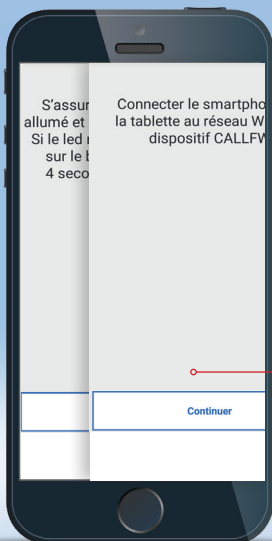 S'assur
allumé et
Si le led
sur le
4 seco
Connecter le smartpho
la tablette au réseau W
dispositif CALLFW
Continuer